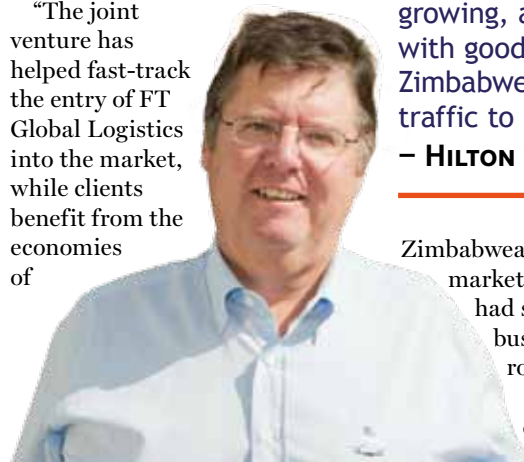 “The joint
venture has
helped fast-track
the entry of FT
Global Logistics
into the market,
while clients
benefit from the
economies
of
growing, a
with good
Zimbabwe
traffic to
– HILTON
Zimbabwea
market
had s
bus
ro